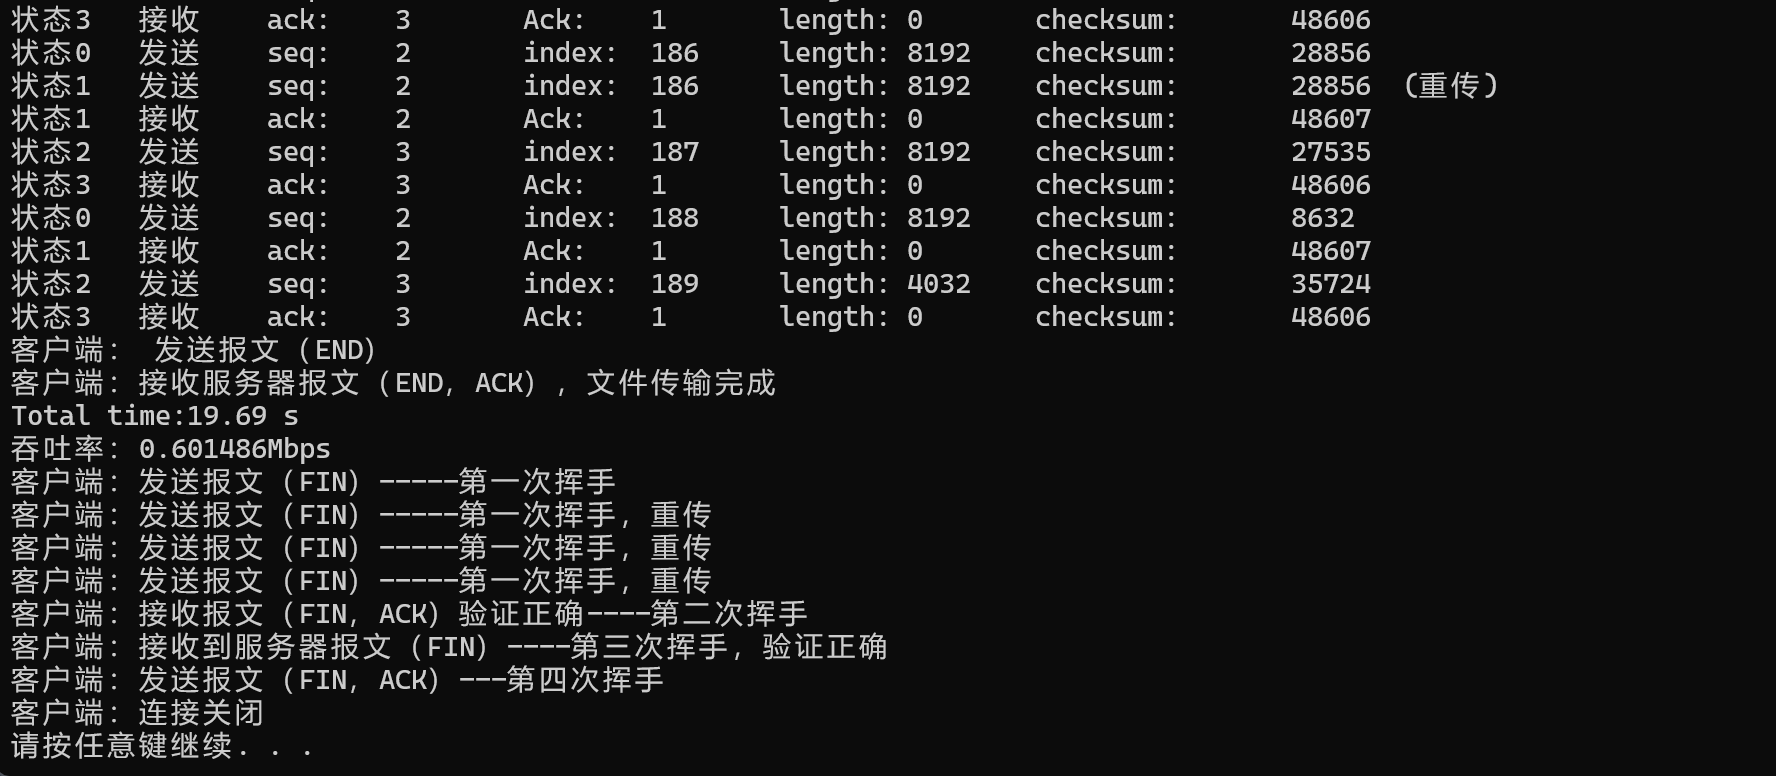 状态3 接收 ack: 3 Ack: 1 length: 0 checksum: 48606
状态0 发送 seq: 2 index: 186 length: 8192 checksum: 28856
状态1 发送 seq: 2 index: 186 length: 8192 checksum: 28856 (重传)
状态1 接收 ack: 2 Ack: 1 length: 0 checksum: 48607
状态2 发送 seq: 3 index: 187 length: 8192 checksum: 27535
状态3 接收 ack: 3 Ack: 1 length: 0 checksum: 48606
状态0 发送 seq: 2 index: 188 length: 8192 checksum: 8632
状态1 接收 ack: 2 Ack: 1 length: 0 checksum: 48607
状态2 发送 seq: 3 index: 189 length: 4032 checksum: 35724
状态3 接收 ack: 3 Ack: 1 length: 0 checksum: 48606
客户端： 发送报文（END）
客户端：接收服务器报文（END，ACK），文件传输完成
Total time:19.69 s
吞吐率：0.601486Mbps
客户端：发送报文（FIN）-----第一次挥手
客户端：发送报文（FIN）-----第一次挥手，重传
客户端：发送报文（FIN）-----第一次挥手，重传
客户端：发送报文（FIN）-----第一次挥手，重传
客户端：接收报文（FIN，ACK）验证正确----第二次挥手
客户端：接收到服务器报文（FIN）----第三次挥手，验证正确
客户端：发送报文（FIN，ACK）---第四次挥手
客户端：连接关闭
请按任意键继续. . .